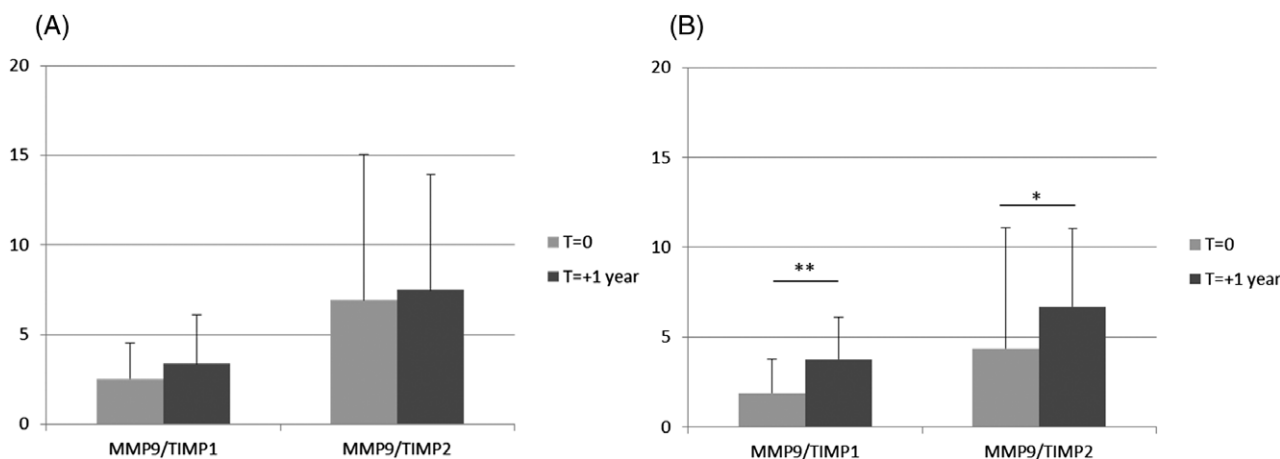 (A)
20
15
10
5
0
MMP9/TIMP1
MMP9/TIMP2
T=0
T=+1 year
(B)
20
15
10
5
0
**
*
MMP9/TIMP1
MMP9/TIMP2
T=0
T=+1 year